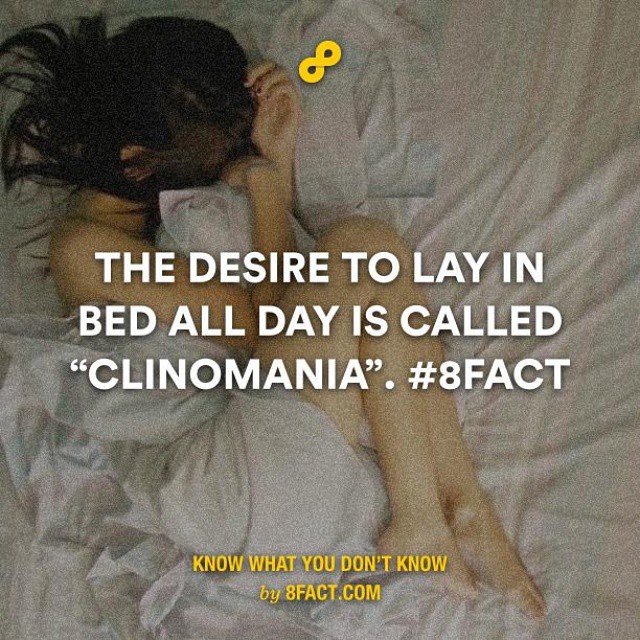 THE DESIRE TO LAY IN
BED ALL DAY IS CALLED
“CLINOMANIA”. #8FACT
KNOW WHAT YOU DON’T KNOW
by 8FACT.COM